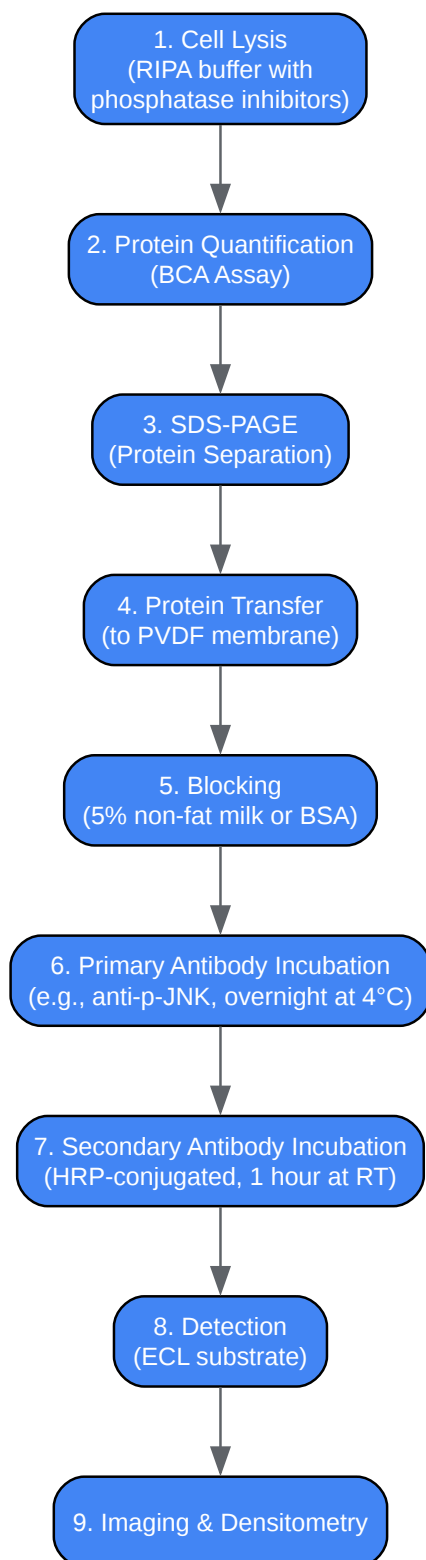 1. Cell Lysis
(RIPA buffer with
phosphatase inhibitors)
2. Protein Quantification
(BCA Assay)
3. SDS-PAGE
(Protein Separation)
4. Protein Transfer
(to PVDF membrane)
5. Blocking
(5% non-fat milk or BSA)
6. Primary Antibody Incubation
(e.g., anti-p-JNK, overnight at 4°C)
7. Secondary Antibody Incubation
(HRP-conjugated, 1 hour at RT)
8. Detection
(ECL substrate)
9. Imaging & Densitometry